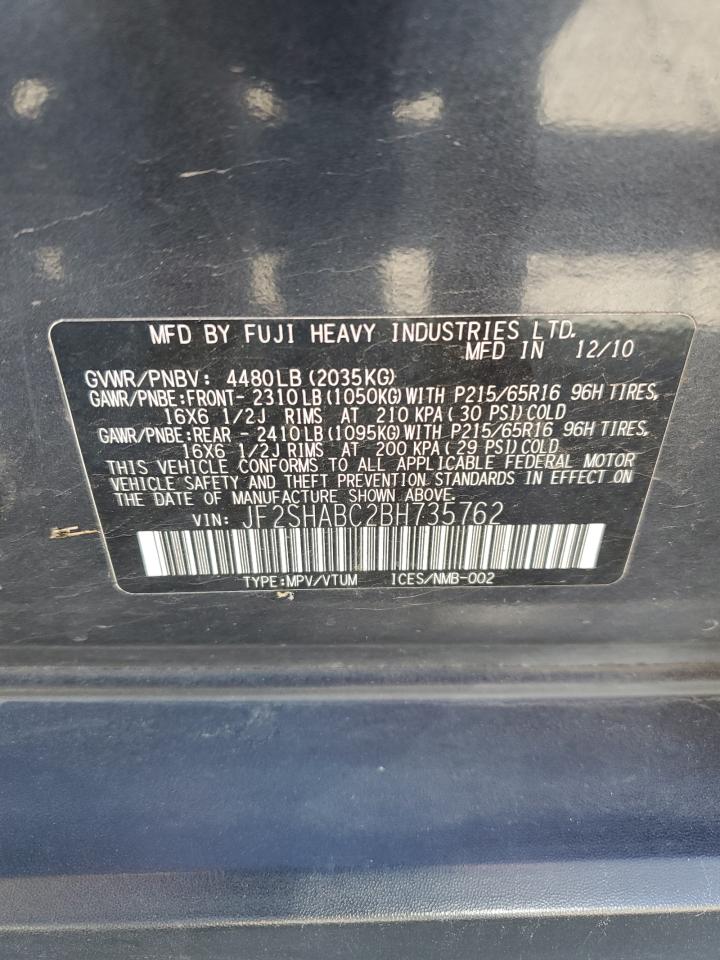 MFD BY FUJI HEAVY INDUSTRIES LTD.
MFD IN 12/10
GVWR/PNBV: 4480LB(2035KG)
GAWR/PNBE:FRONT- 2310LB(1050KG)WITH P215/65R16 96H TIRES,
16X6 1/2J RIMS AT 210 KPA( 30 PSI)COLD
GAWR/PNBE:REAR - 2410LB(1095KG)WITH P215/65R16 96H TIRES,
16X6 1/2J RIMS AT 200 KPA( 29 PSI)COLD
THIS VEHICLE CONFORMS TO ALL APPLICABLE FEDERAL MOTOR
VEHICLE SAFETY AND THEFT PREVENTION STANDARDS IN EFFECT ON
THE DATE OF MANUFACTURE SHOWN ABOVE.
VIN: JF2SHABC2BH735762
TYPE:MPV/VTUM ICES/NMB-002